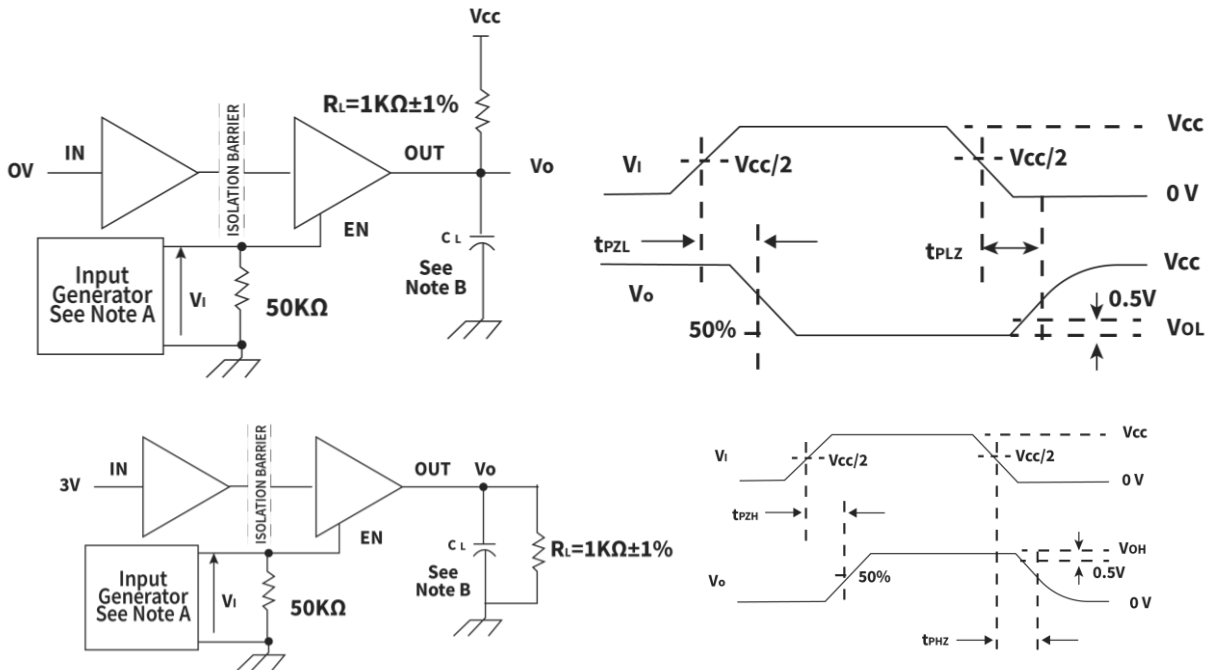 Vcc
RL=1KΩ±1%
ISOLATION BARRIER
IN
OUT
0V
Vo
EN
CL
See
Note B
Input
Generator
See Note A
VI
50KΩ
Vcc
VI
Vcc/2
Vcc/2
0 V
tPZL
tPLZ
Vcc
Vo
0.5V
50%
VOL
ISOLATION BARRIER
IN
OUT
Vo
3V
EN
CL
RL=1KΩ±1%
See
Note B
Input
Generator
See Note A
VI
50KΩ
Vcc
VI
Vcc/2
Vcc/2
0 V
tPZH
VOH
Vo
50%
0.5V
0 V
tPHZ